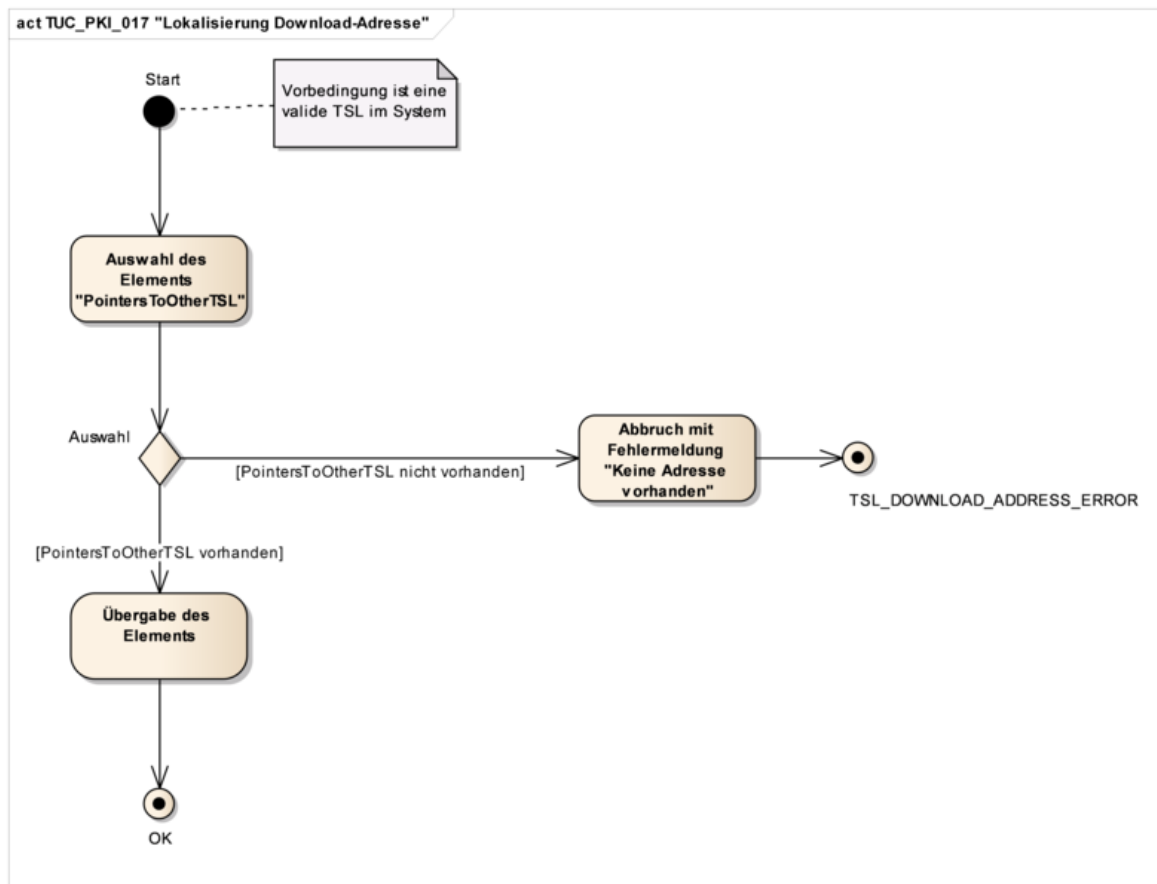 act TUC_PKI_017 "Lokalisierung Download-Adresse"
Start
Vorbedingung ist eine
valide TSL im System
Auswahl des
Elements
"PointersToOtherTSL"
Auswahl
[PointersToOtherTSL nicht vorhanden]
Abbruch mit
Fehlermeldung
"Keine Adresse
vorhanden"
TSL_DOWNLOAD_ADDRESS_ERROR
[PointersToOtherTSL vorhanden]
Übergabe des
Elements
OK